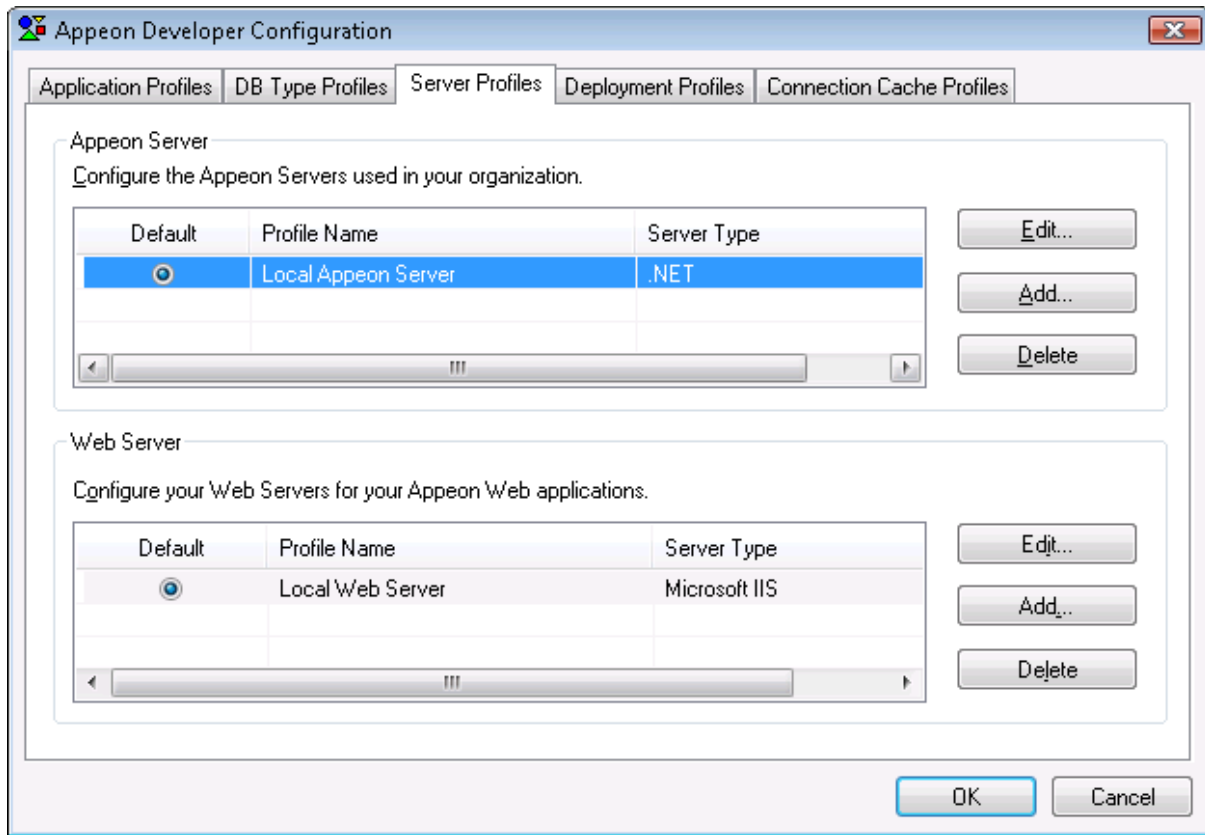 Appeon Developer Configuration
Application Profiles DB Type Profiles Server Profiles Deployment Profiles Connection Cache Profiles
Appeon Server
Configure the Appeon Servers used in your organization.
Default Profile Name Server Type
Edit...
Local Appeon Server .NET
Add...
Delete
Web Server
Configure your Web Servers for your Appeon Web applications.
Default Profile Name Server Type
Edit...
Local Web Server Microsoft IIS
Add...
Delete
OK Cancel